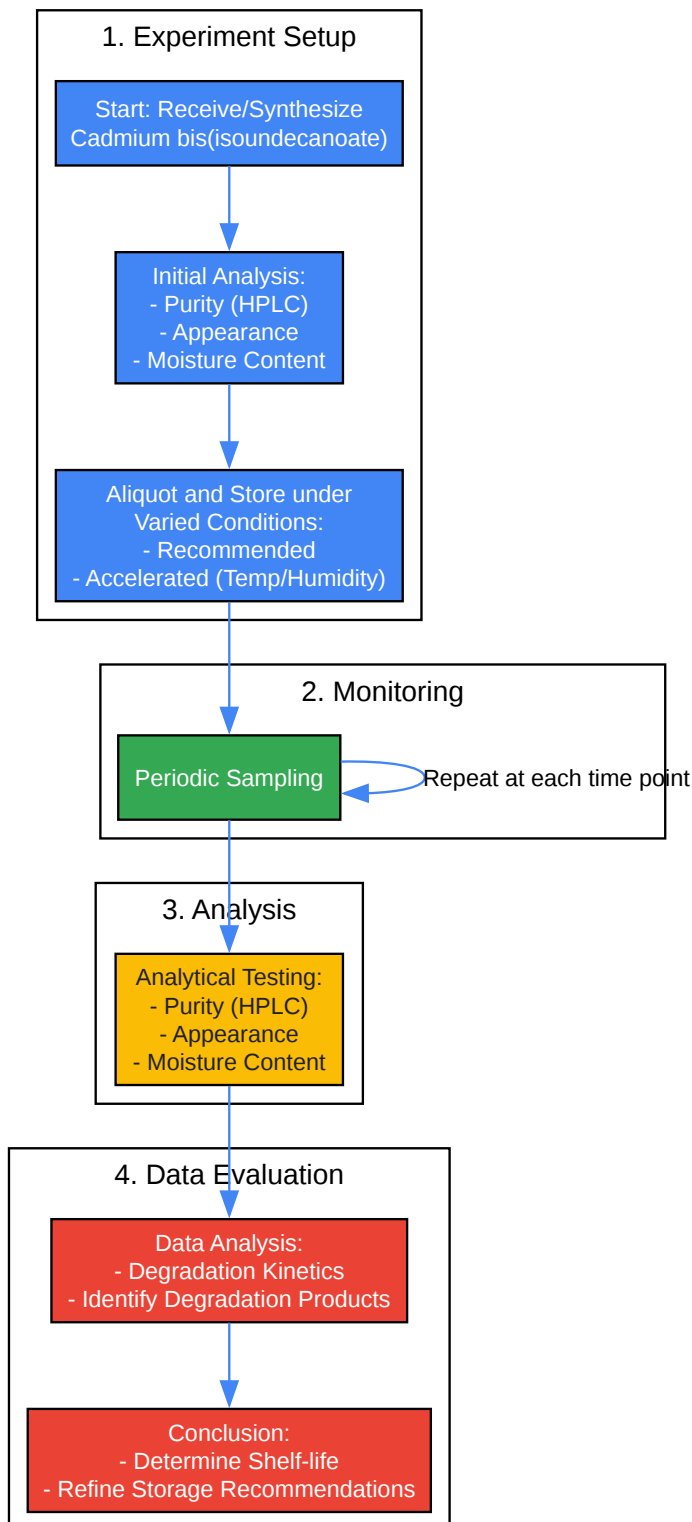 1. Experiment Setup
Start: Receive/Synthesize
Cadmium bis(isoundecanoate)
Initial Analysis:
- Purity (HPLC)
- Appearance
- Moisture Content
Aliquot and Store under
Varied Conditions:
- Recommended
- Accelerated (Temp/Humidity)
2. Monitoring
Periodic Sampling
Repeat at each time point
3. Analysis
Analytical Testing:
- Purity (HPLC)
- Appearance
- Moisture Content
4. Data Evaluation
Data Analysis:
- Degradation Kinetics
- Identify Degradation Products
Conclusion:
- Determine Shelf-life
- Refine Storage Recommendations